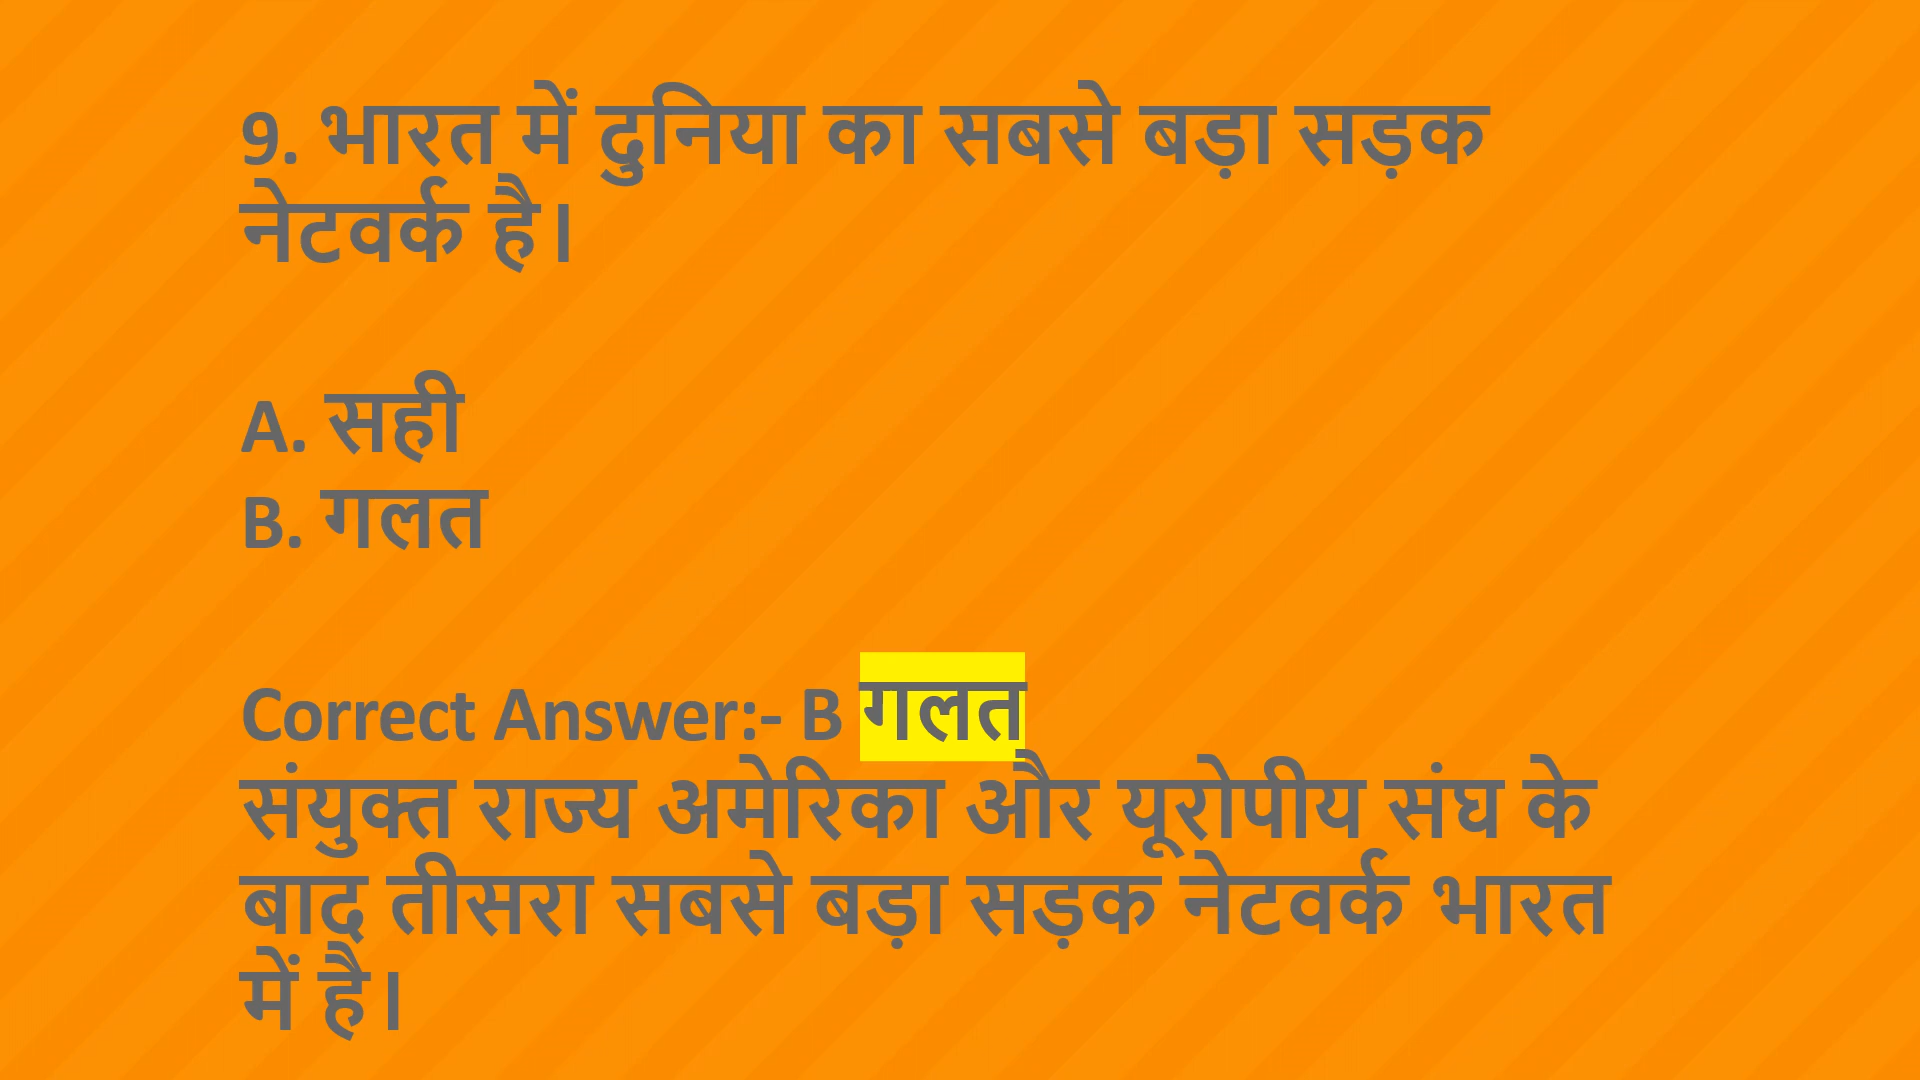 9. भारत में दुनिया का सबसे बड़ा सड़क
नेटवर्क है।
A. सही
B. गलत
Correct Answer:- B गलत
संयुक्त राज्य अमेरिका और यूरोपीय संघ के
बाद तीसरा सबसे बड़ा सड़क नेटवर्क भारत
में है।